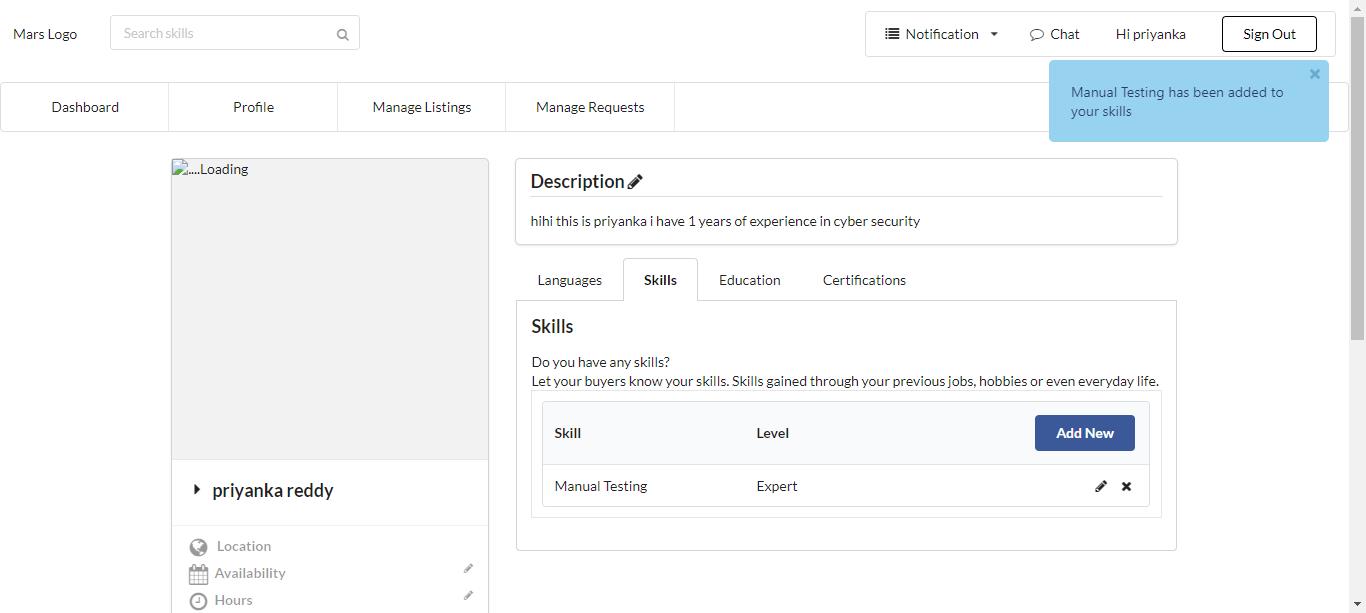 Mars Logo
Search skills
Notification
Chat
Hi priyanka
Sign Out
Manual Testing has been added to
your skills
Dashboard
Profile
Manage Listings
Manage Requests
....Loading
priyanka reddy
Location
Availability
Hours
Description
hihi this is priyanka i have 1 years of experience in cyber security
Languages
Skills
Education
Certifications
Skills
Do you have any skills?
Let your buyers know your skills. Skills gained through your previous jobs, hobbies or even everyday life.
Skill
Level
Add New
Manual Testing
Expert